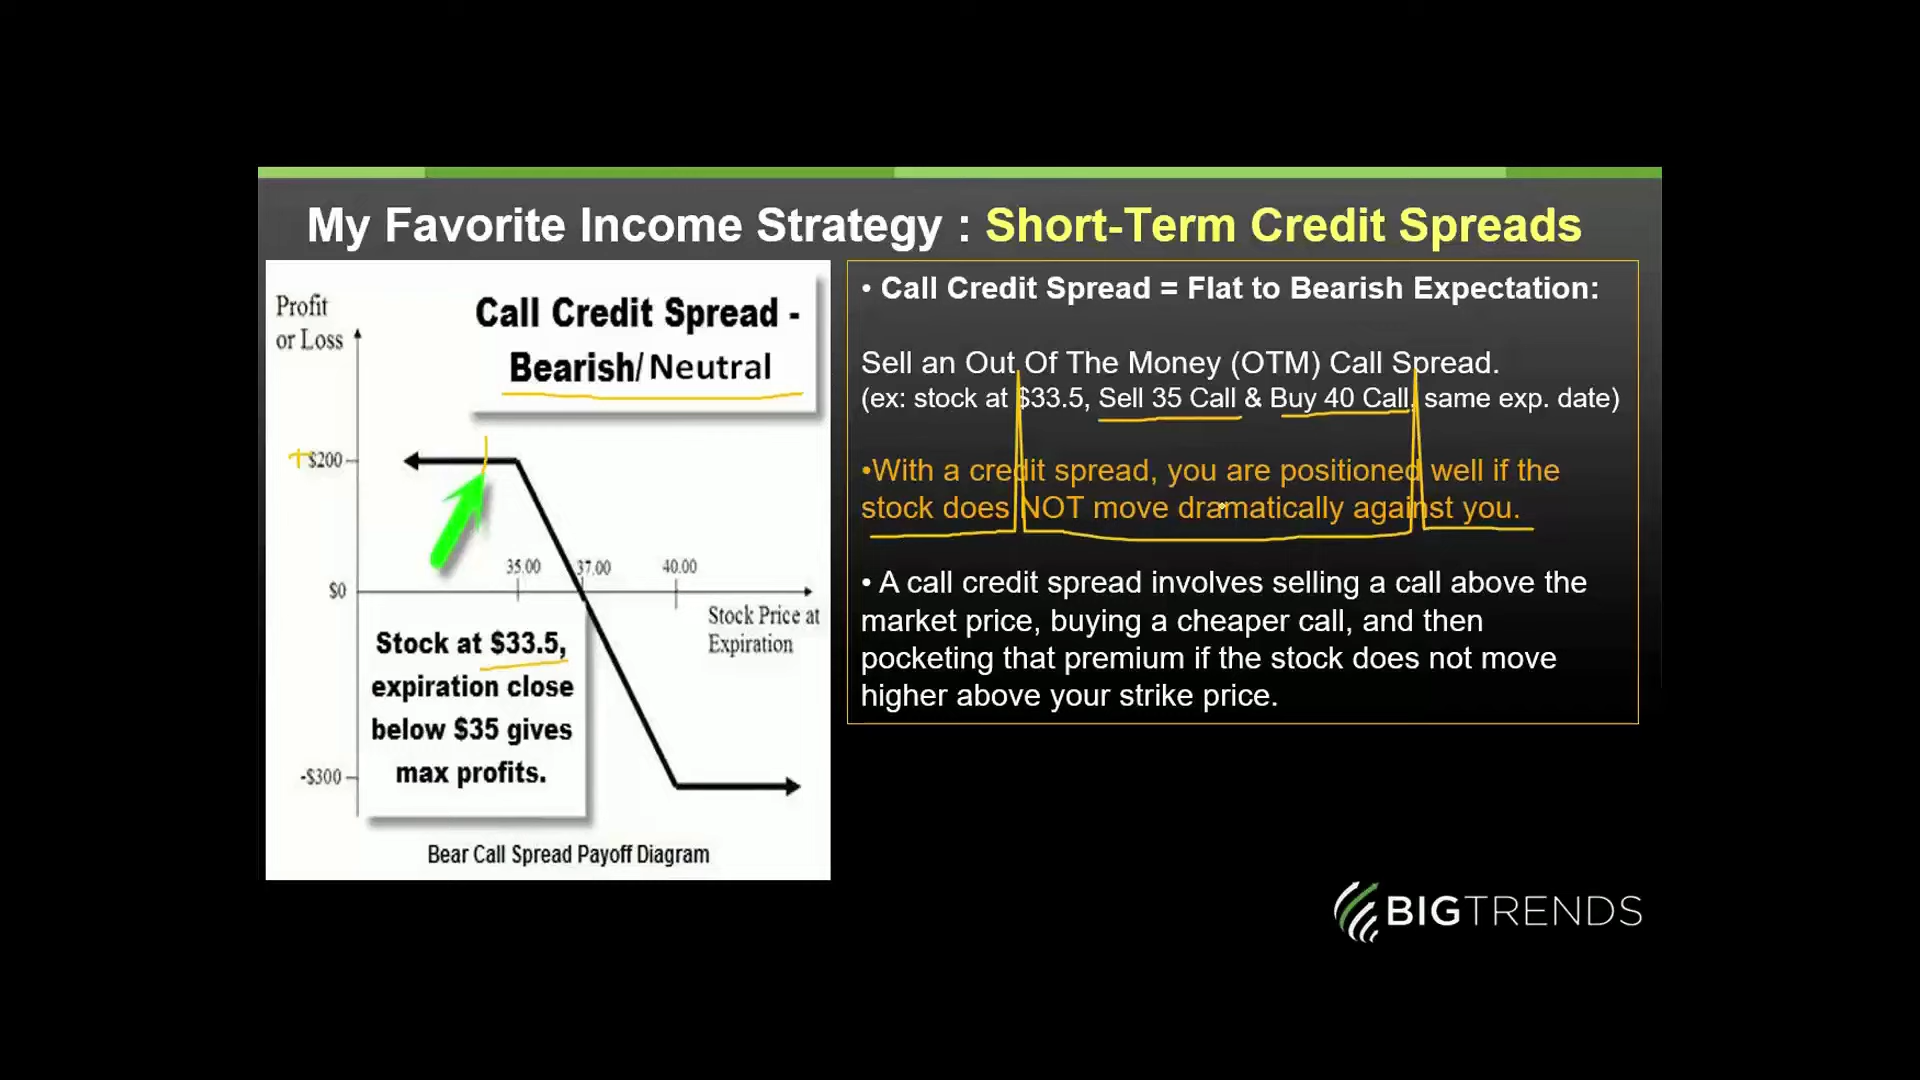 My Favorite Income Strategy : Short-Term Credit Spreads
Profit
or Loss
Call Credit Spread -
Bearish/ Neutral
+$200
35.00
37.00
40.00
$0
Stock Price at
Expiration
Stock at $33.5,
expiration close
below $35 gives
max profits.
-$300
Bear Call Spread Payoff Diagram
• Call Credit Spread = Flat to Bearish Expectation:
Sell an Out Of The Money (OTM) Call Spread.
(ex: stock at $33.5, Sell 35 Call & Buy 40 Call, same exp. date)
•With a credit spread, you are positioned well if the
stock does NOT move dramatically against you.
• A call credit spread involves selling a call above the
market price, buying a cheaper call, and then
pocketing that premium if the stock does not move
higher above your strike price.
BIGTRENDS